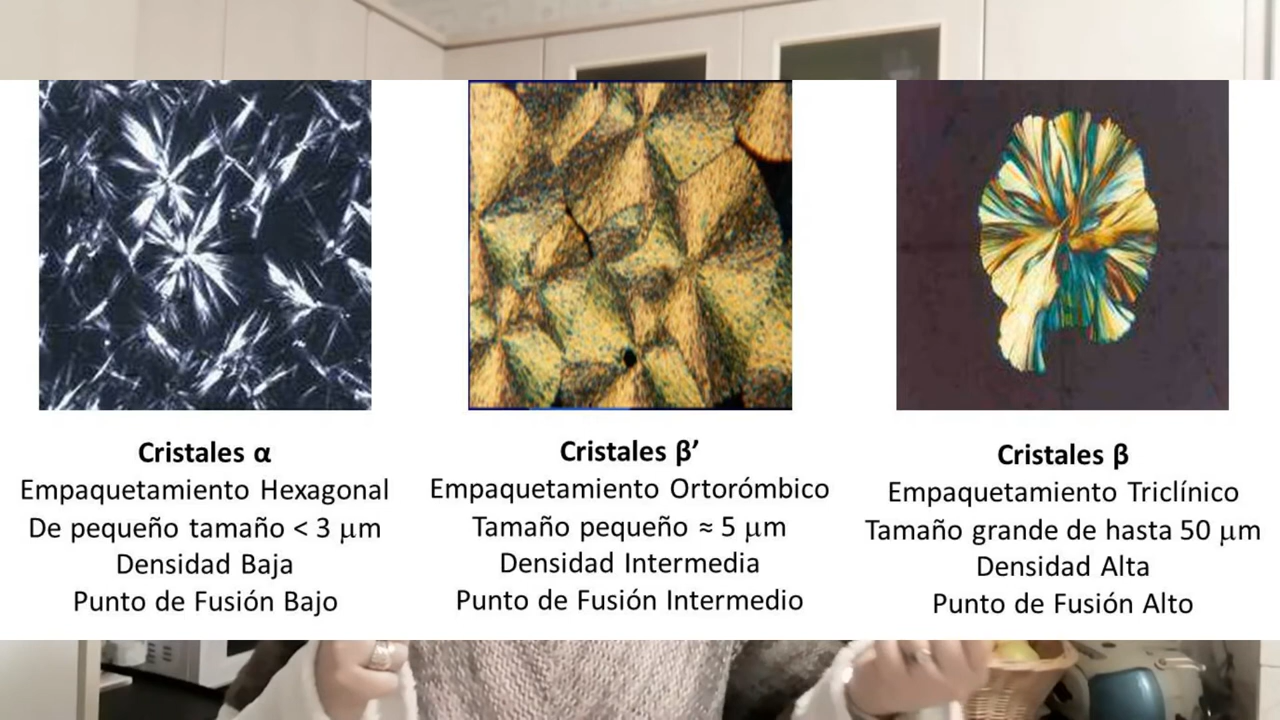 Cristales α
Empaquetamiento Hexagonal
De pequeño tamaño < 3 μm
Densidad Baja
Punto de Fusión Bajo
Cristales β’
Empaquetamiento Ortorómbico
Tamaño pequeño ≈ 5 μm
Densidad Intermedia
Punto de Fusión Intermedio
Cristales β
Empaquetamiento Triclínico
Tamaño grande de hasta 50 μm
Densidad Alta
Punto de Fusión Alto